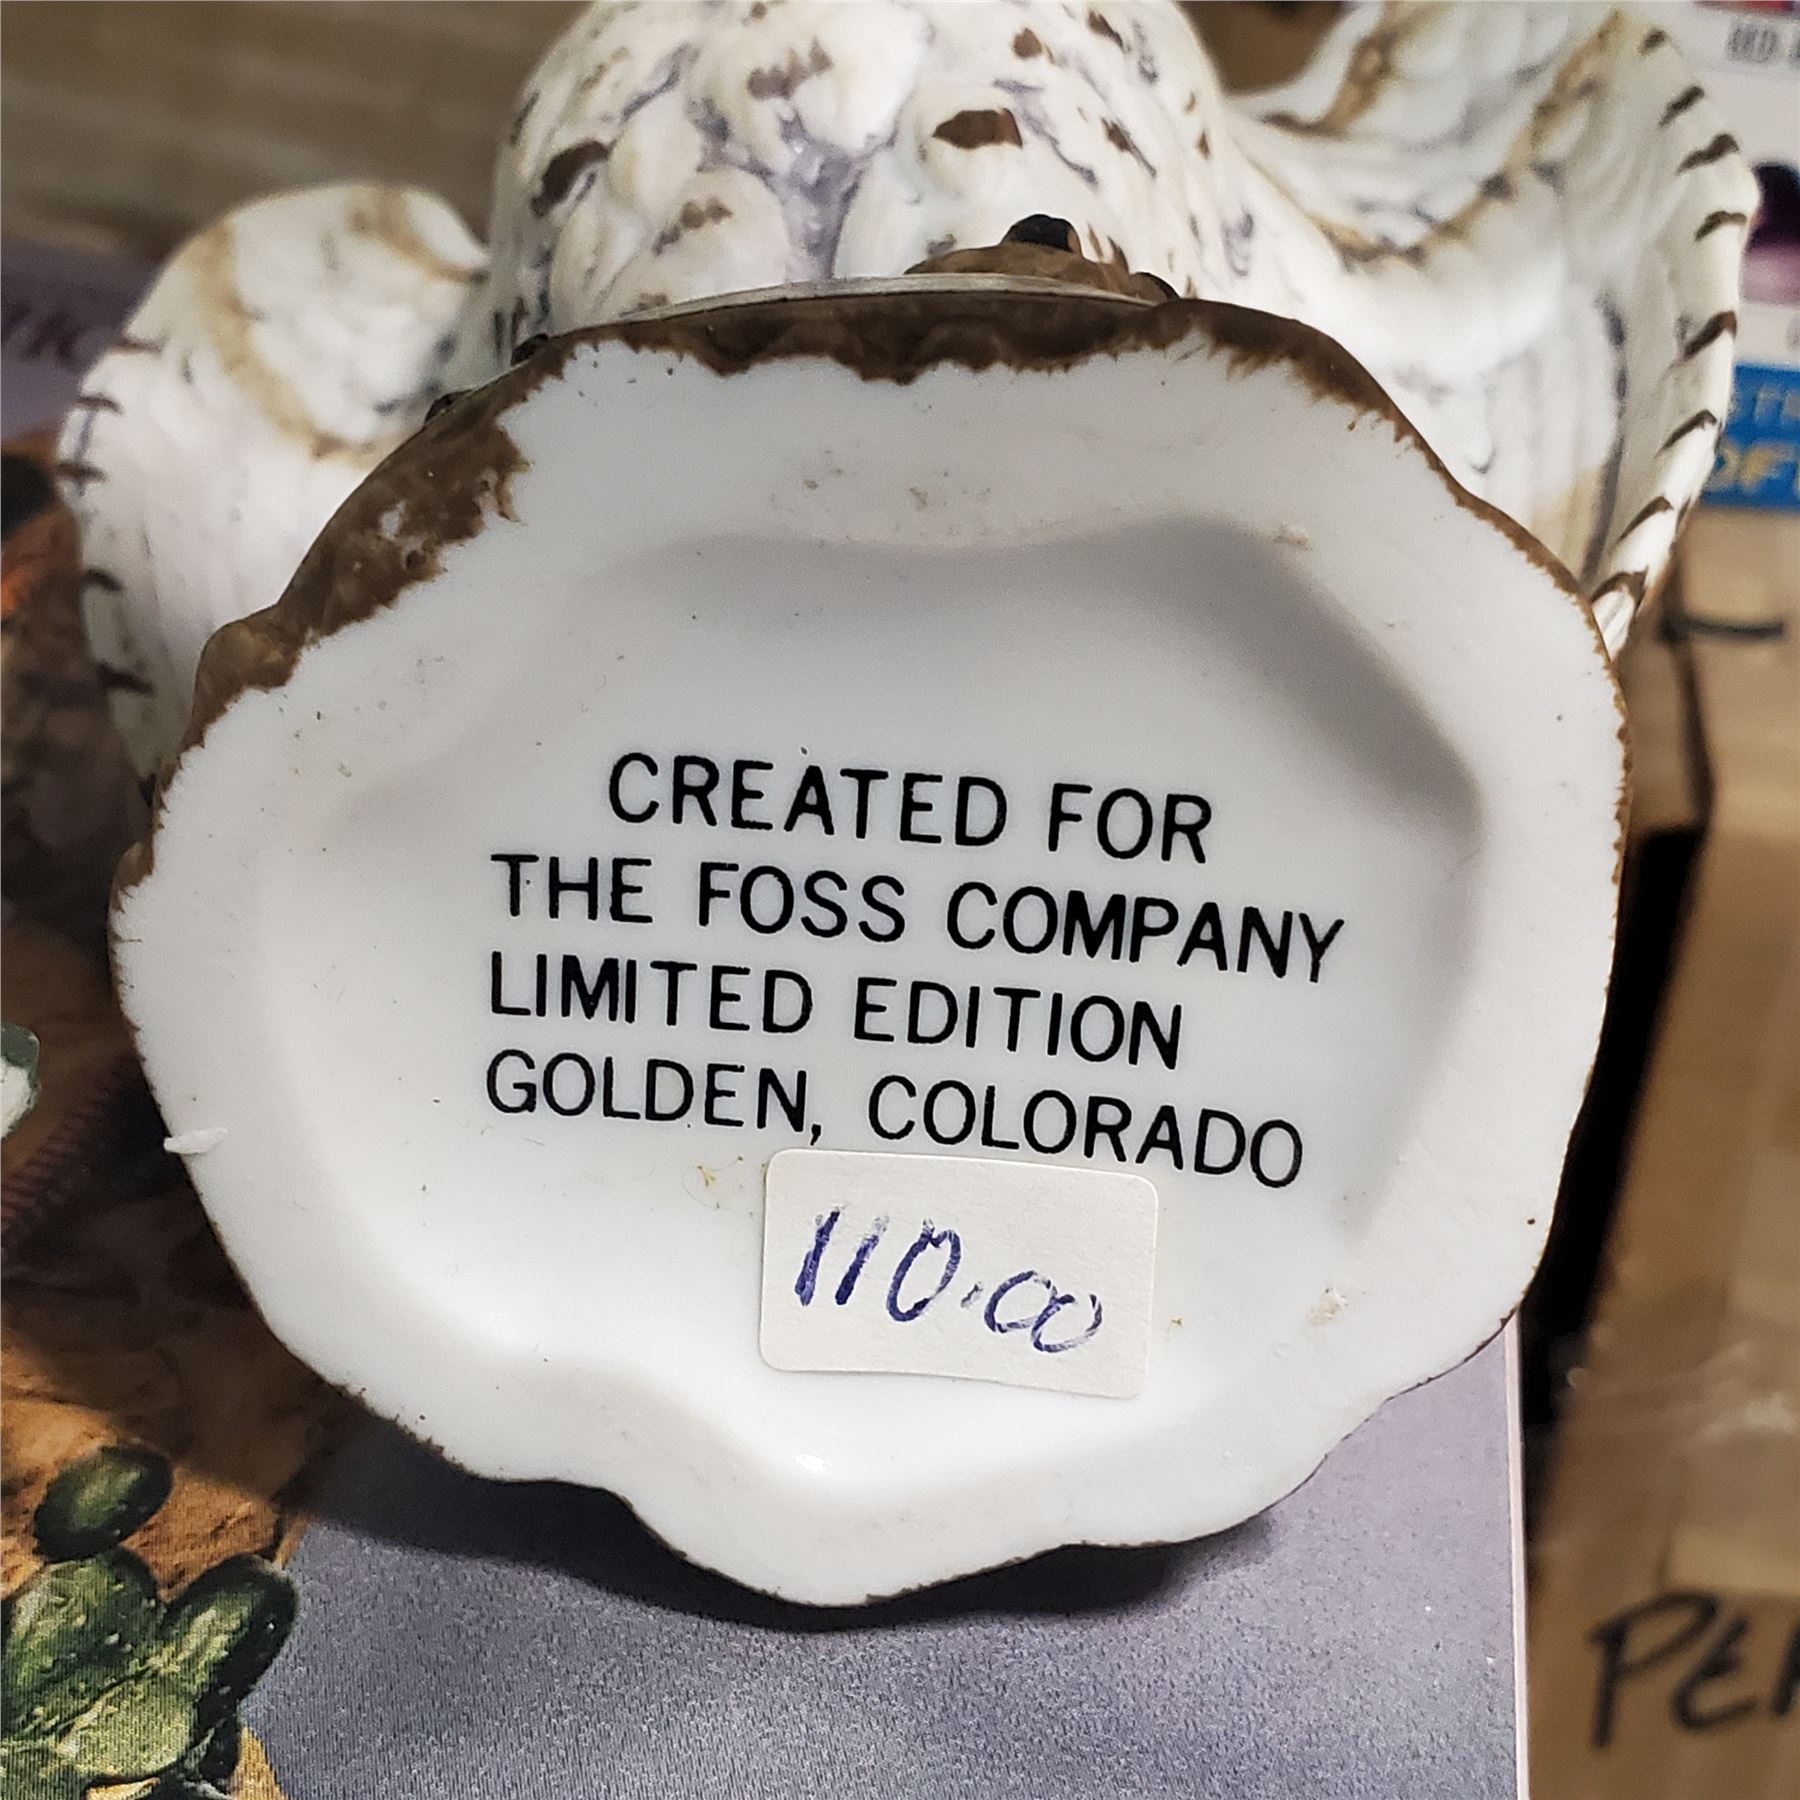 CREATED FOR
THE FOSS COMPANY
LIMITED EDITION
GOLDEN, COLORADO
110.00